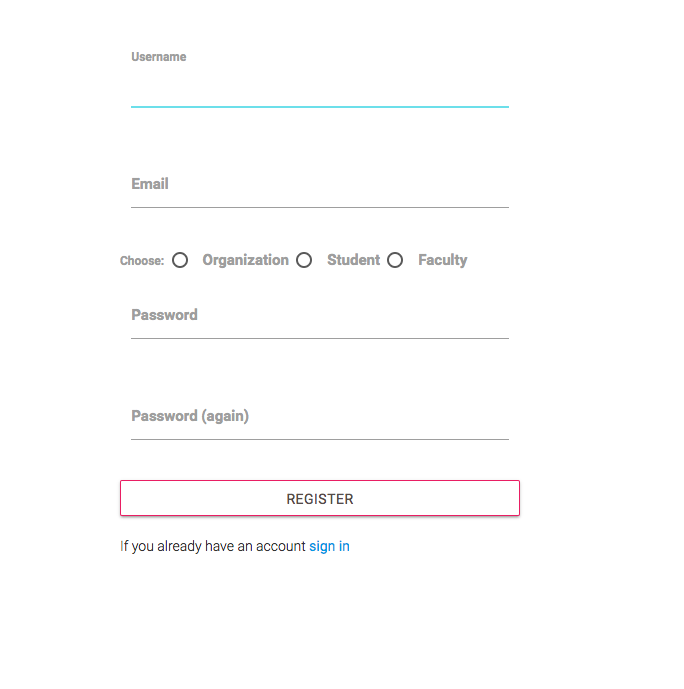 Username
Email
Choose: Organization Student Faculty
Password
Password (again)
REGISTER
If you already have an account sign in